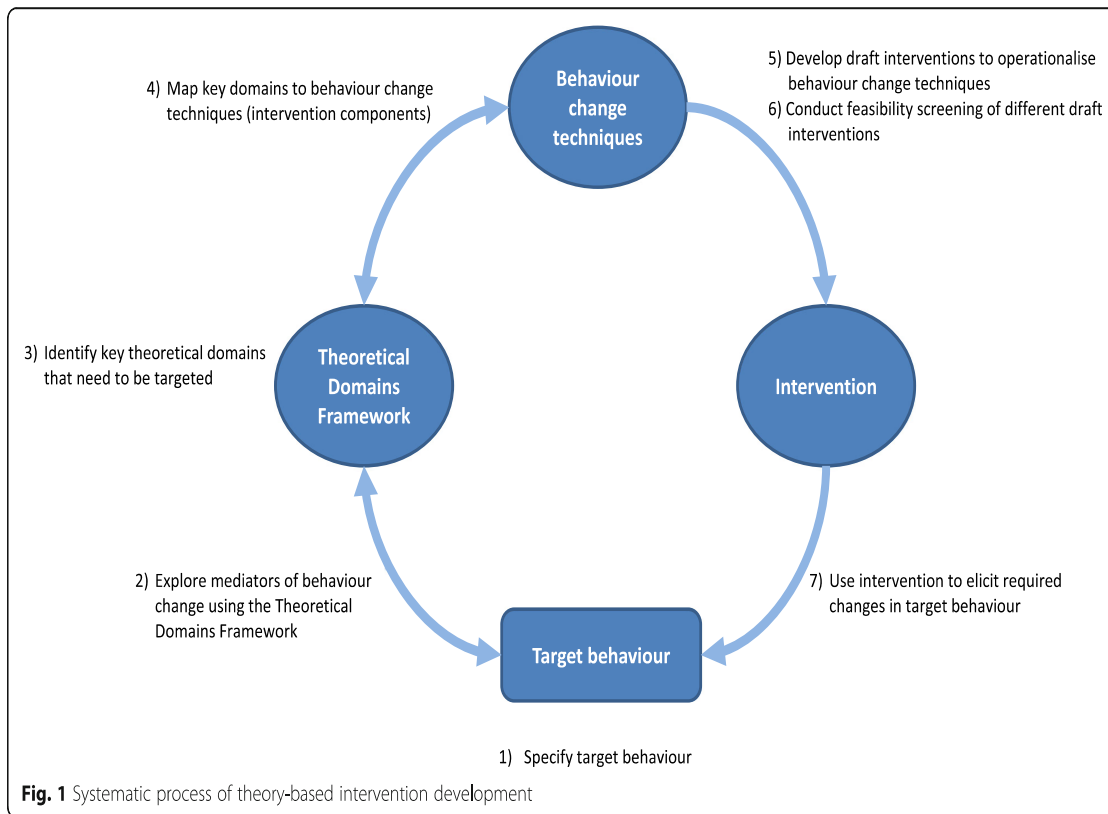 4) Map key domains to behaviour change
techniques (intervention components)
Behaviour
change
techniques
5) Develop draft interventions to operationalise
behaviour change techniques
6) Conduct feasibility screening of different draft
interventions
3) Identify key theoretical domains
that need to be targeted
Theoretical
Domains
Framework
Intervention
2) Explore mediators of behaviour
change using the Theoretical
Domains Framework
7) Use intervention to elicit required
changes in target behaviour
Target behaviour
1) Specify target behaviour
Fig. 1 Systematic process of theory-based intervention development